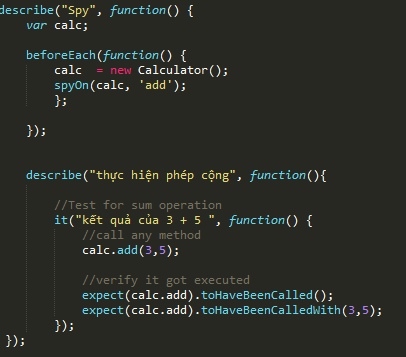 describe("Spy", function() {
var calc;
beforeEach(function() {
calc  = new Calculator();
spyOn(calc, 'add');
};
});
describe("thực hiện phép cộng", function(){
//Test for sum operation
it("kết quả của 3 + 5 ", function() {
//call any method
calc.add(3,5);
//verify it got executed
expect(calc.add).toHaveBeenCalled();
expect(calc.add).toHaveBeenCalledWith(3,5);
});
});